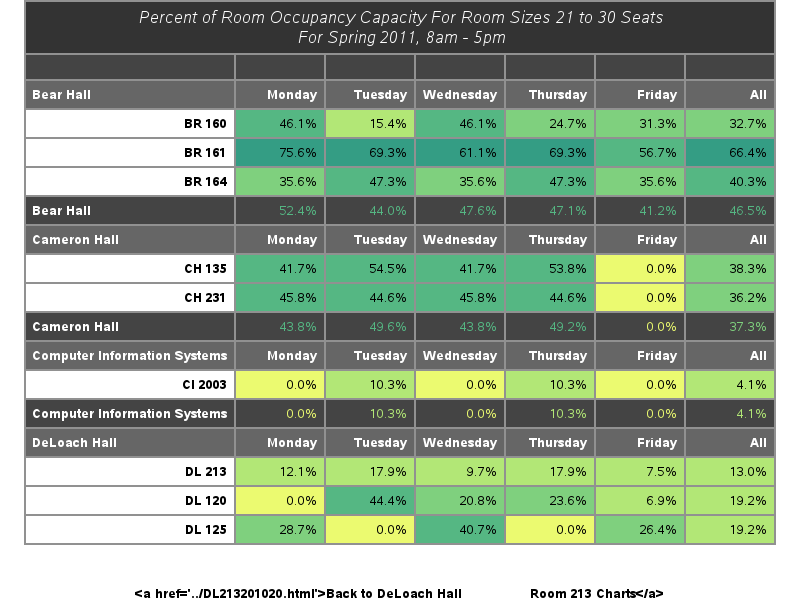 Percent of Room Occupancy Capacity For Room Sizes 21 to 30 Seats
For Spring 2011, 8am - 5pm
Bear Hall Monday Tuesday Wednesday Thursday Friday All
BR 160 46.1% 15.4% 46.1% 24.7% 31.3% 32.7%
BR 161 75.6% 69.3% 61.1% 69.3% 56.7% 66.4%
BR 164 35.6% 47.3% 35.6% 47.3% 35.6% 40.3%
Bear Hall 52.4% 44.0% 47.6% 47.1% 41.2% 46.5%
Cameron Hall Monday Tuesday Wednesday Thursday Friday All
CH 135 41.7% 54.5% 41.7% 53.8% 0.0% 38.3%
CH 231 45.8% 44.6% 45.8% 44.6% 0.0% 36.2%
Cameron Hall 43.8% 49.6% 43.8% 49.2% 0.0% 37.3%
Computer Information Systems Monday Tuesday Wednesday Thursday Friday All
CI 2003 0.0% 10.3% 0.0% 10.3% 0.0% 4.1%
Computer Information Systems 0.0% 10.3% 0.0% 10.3% 0.0% 4.1%
DeLoach Hall Monday Tuesday Wednesday Thursday Friday All
DL 213 12.1% 17.9% 9.7% 17.9% 7.5% 13.0%
DL 120 0.0% 44.4% 20.8% 23.6% 6.9% 19.2%
DL 125 28.7% 0.0% 40.7% 0.0% 26.4% 19.2%
<a href='../DL213201020.html'>Back to DeLoach Hall Room 213 Charts</a>